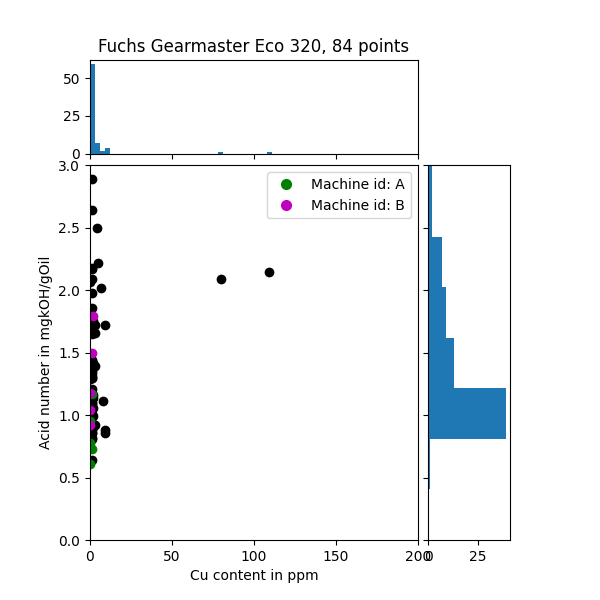 Fuchs Gearmaster Eco 320, 84 points
50
25
0
3.0
2.5
2.0
1.5
1.0
0.5
0.0
Acid number in mgkOH/gOil
Machine id: A
Machine id: B
0 50 100 150 200
0 25
Cu content in ppm